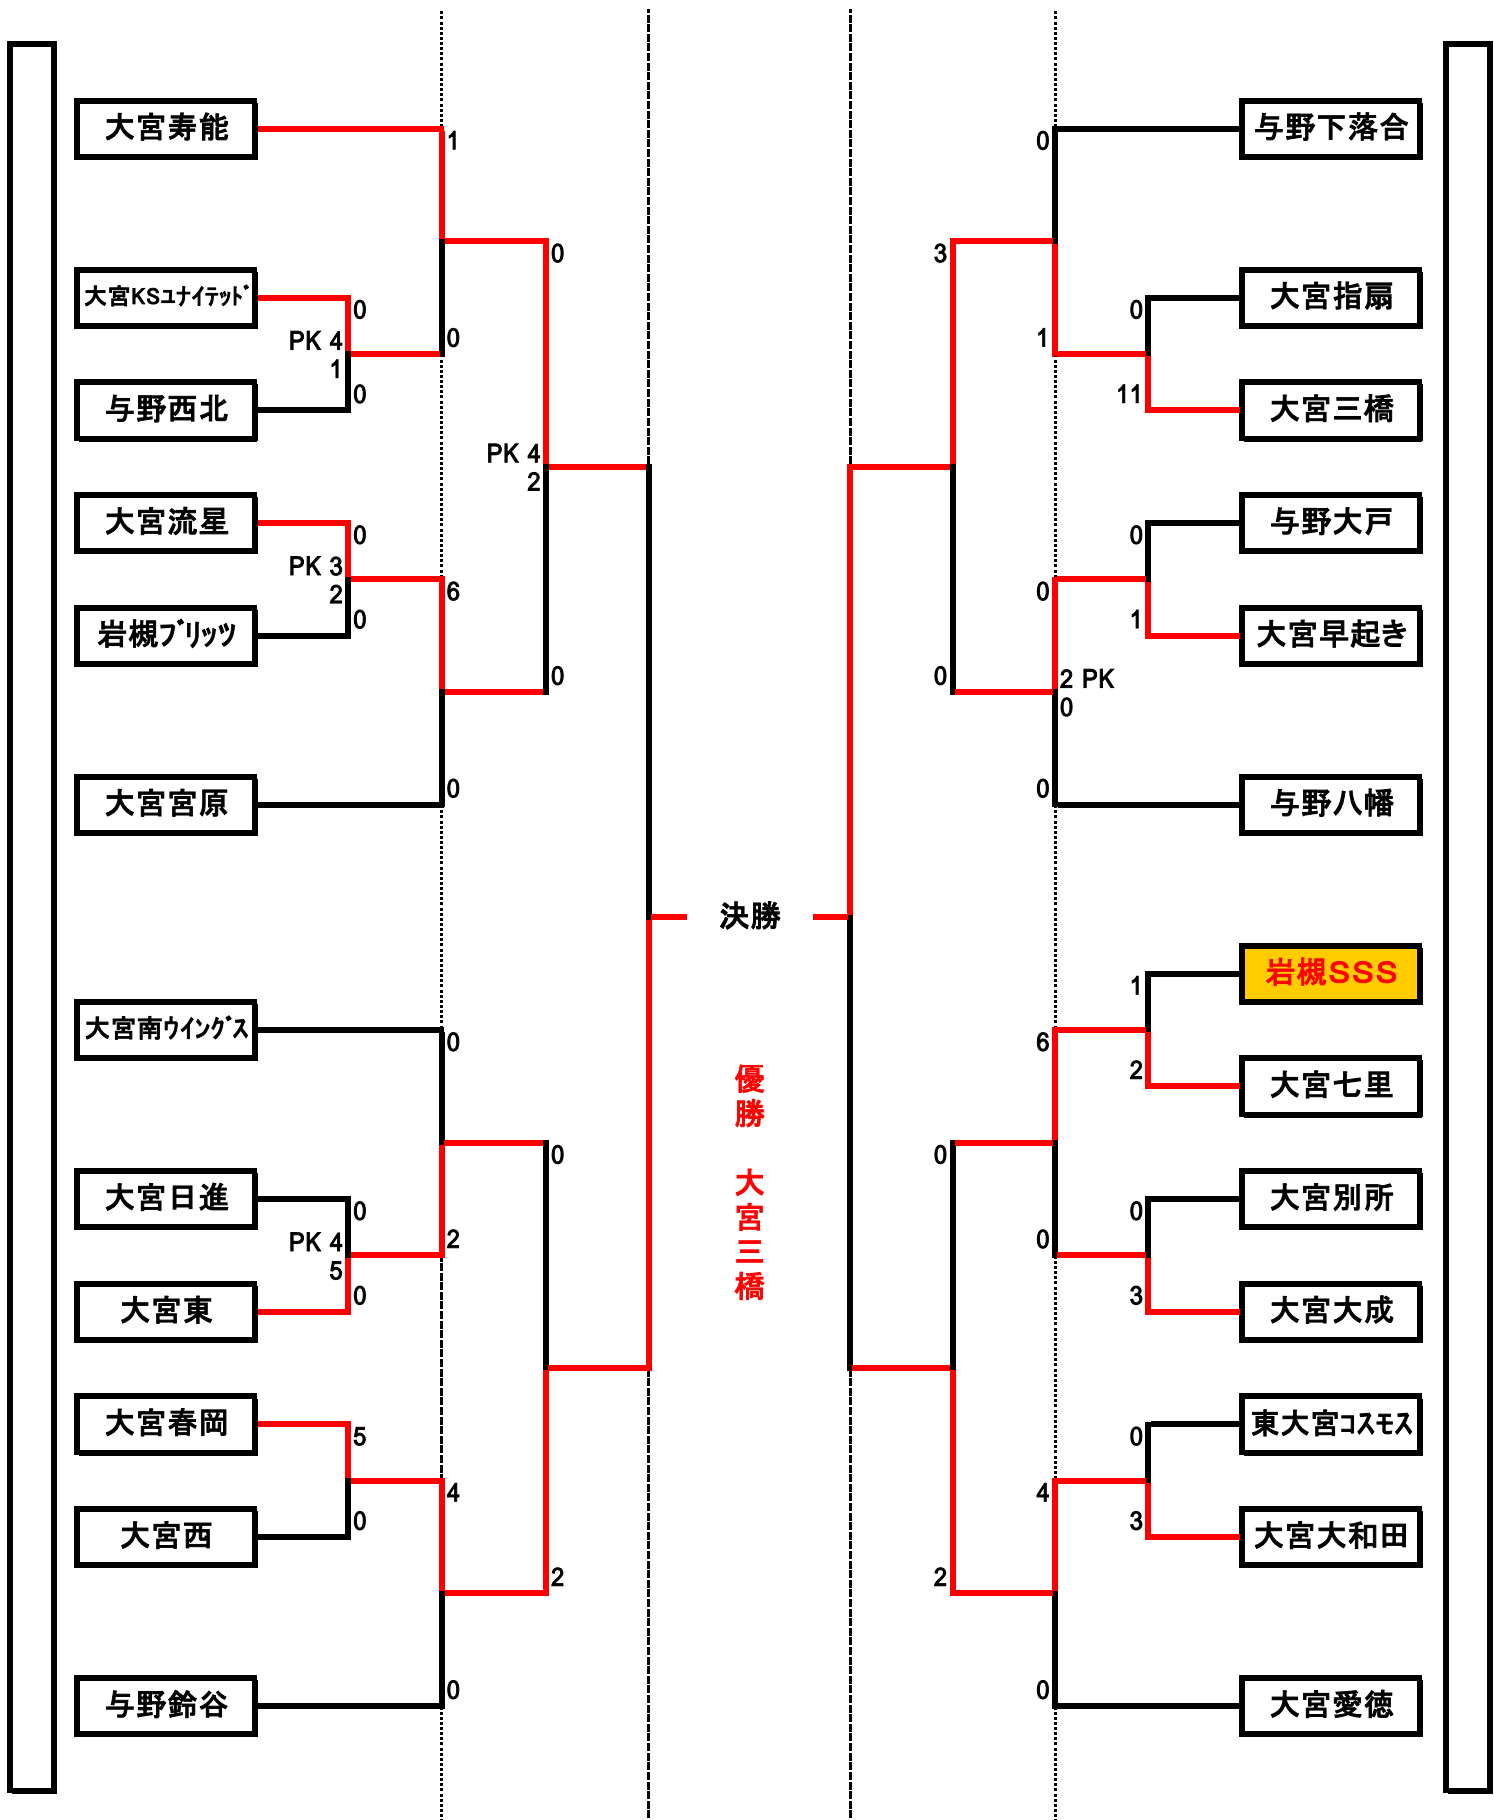 大宮寿能
1
0
与野下落合
0
3
大宮KSユナイテッド
0
0
大宮指扇
PK 4
0
1
1
11
与野西北
0
大宮三橋
PK 4
2
大宮流星
0
0
与野大戸
PK 3
6
0
2
岩槻ブリッツ
0
1
大宮早起き
0
0
2 PK
0
大宮宮原
0
0
与野八幡
決勝
1
岩槻SSS
大宮南ウイングス
0
6
2
大宮七里
優勝 大宮三橋
0
0
大宮日進
0
0
大宮別所
PK 4
2
0
5
大宮東
0
3
大宮大成
大宮春岡
5
0
東大宮コスモス
4
4
大宮西
0
3
大宮大和田
2
2
与野鈴谷
0
0
大宮愛徳